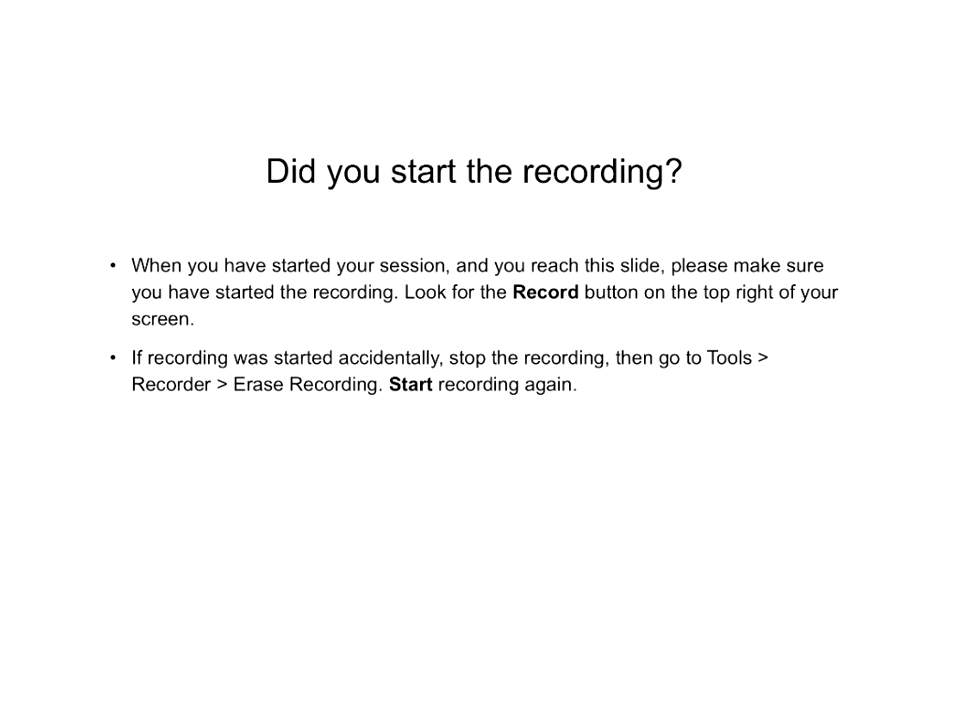 Did you start the recording?
• When you have started your session, and you reach this slide, please make sure
you have started the recording. Look for the Record button on the top right of your
screen.
• If recording was started accidentally, stop the recording, then go to Tools >
Recorder > Erase Recording. Start recording again.